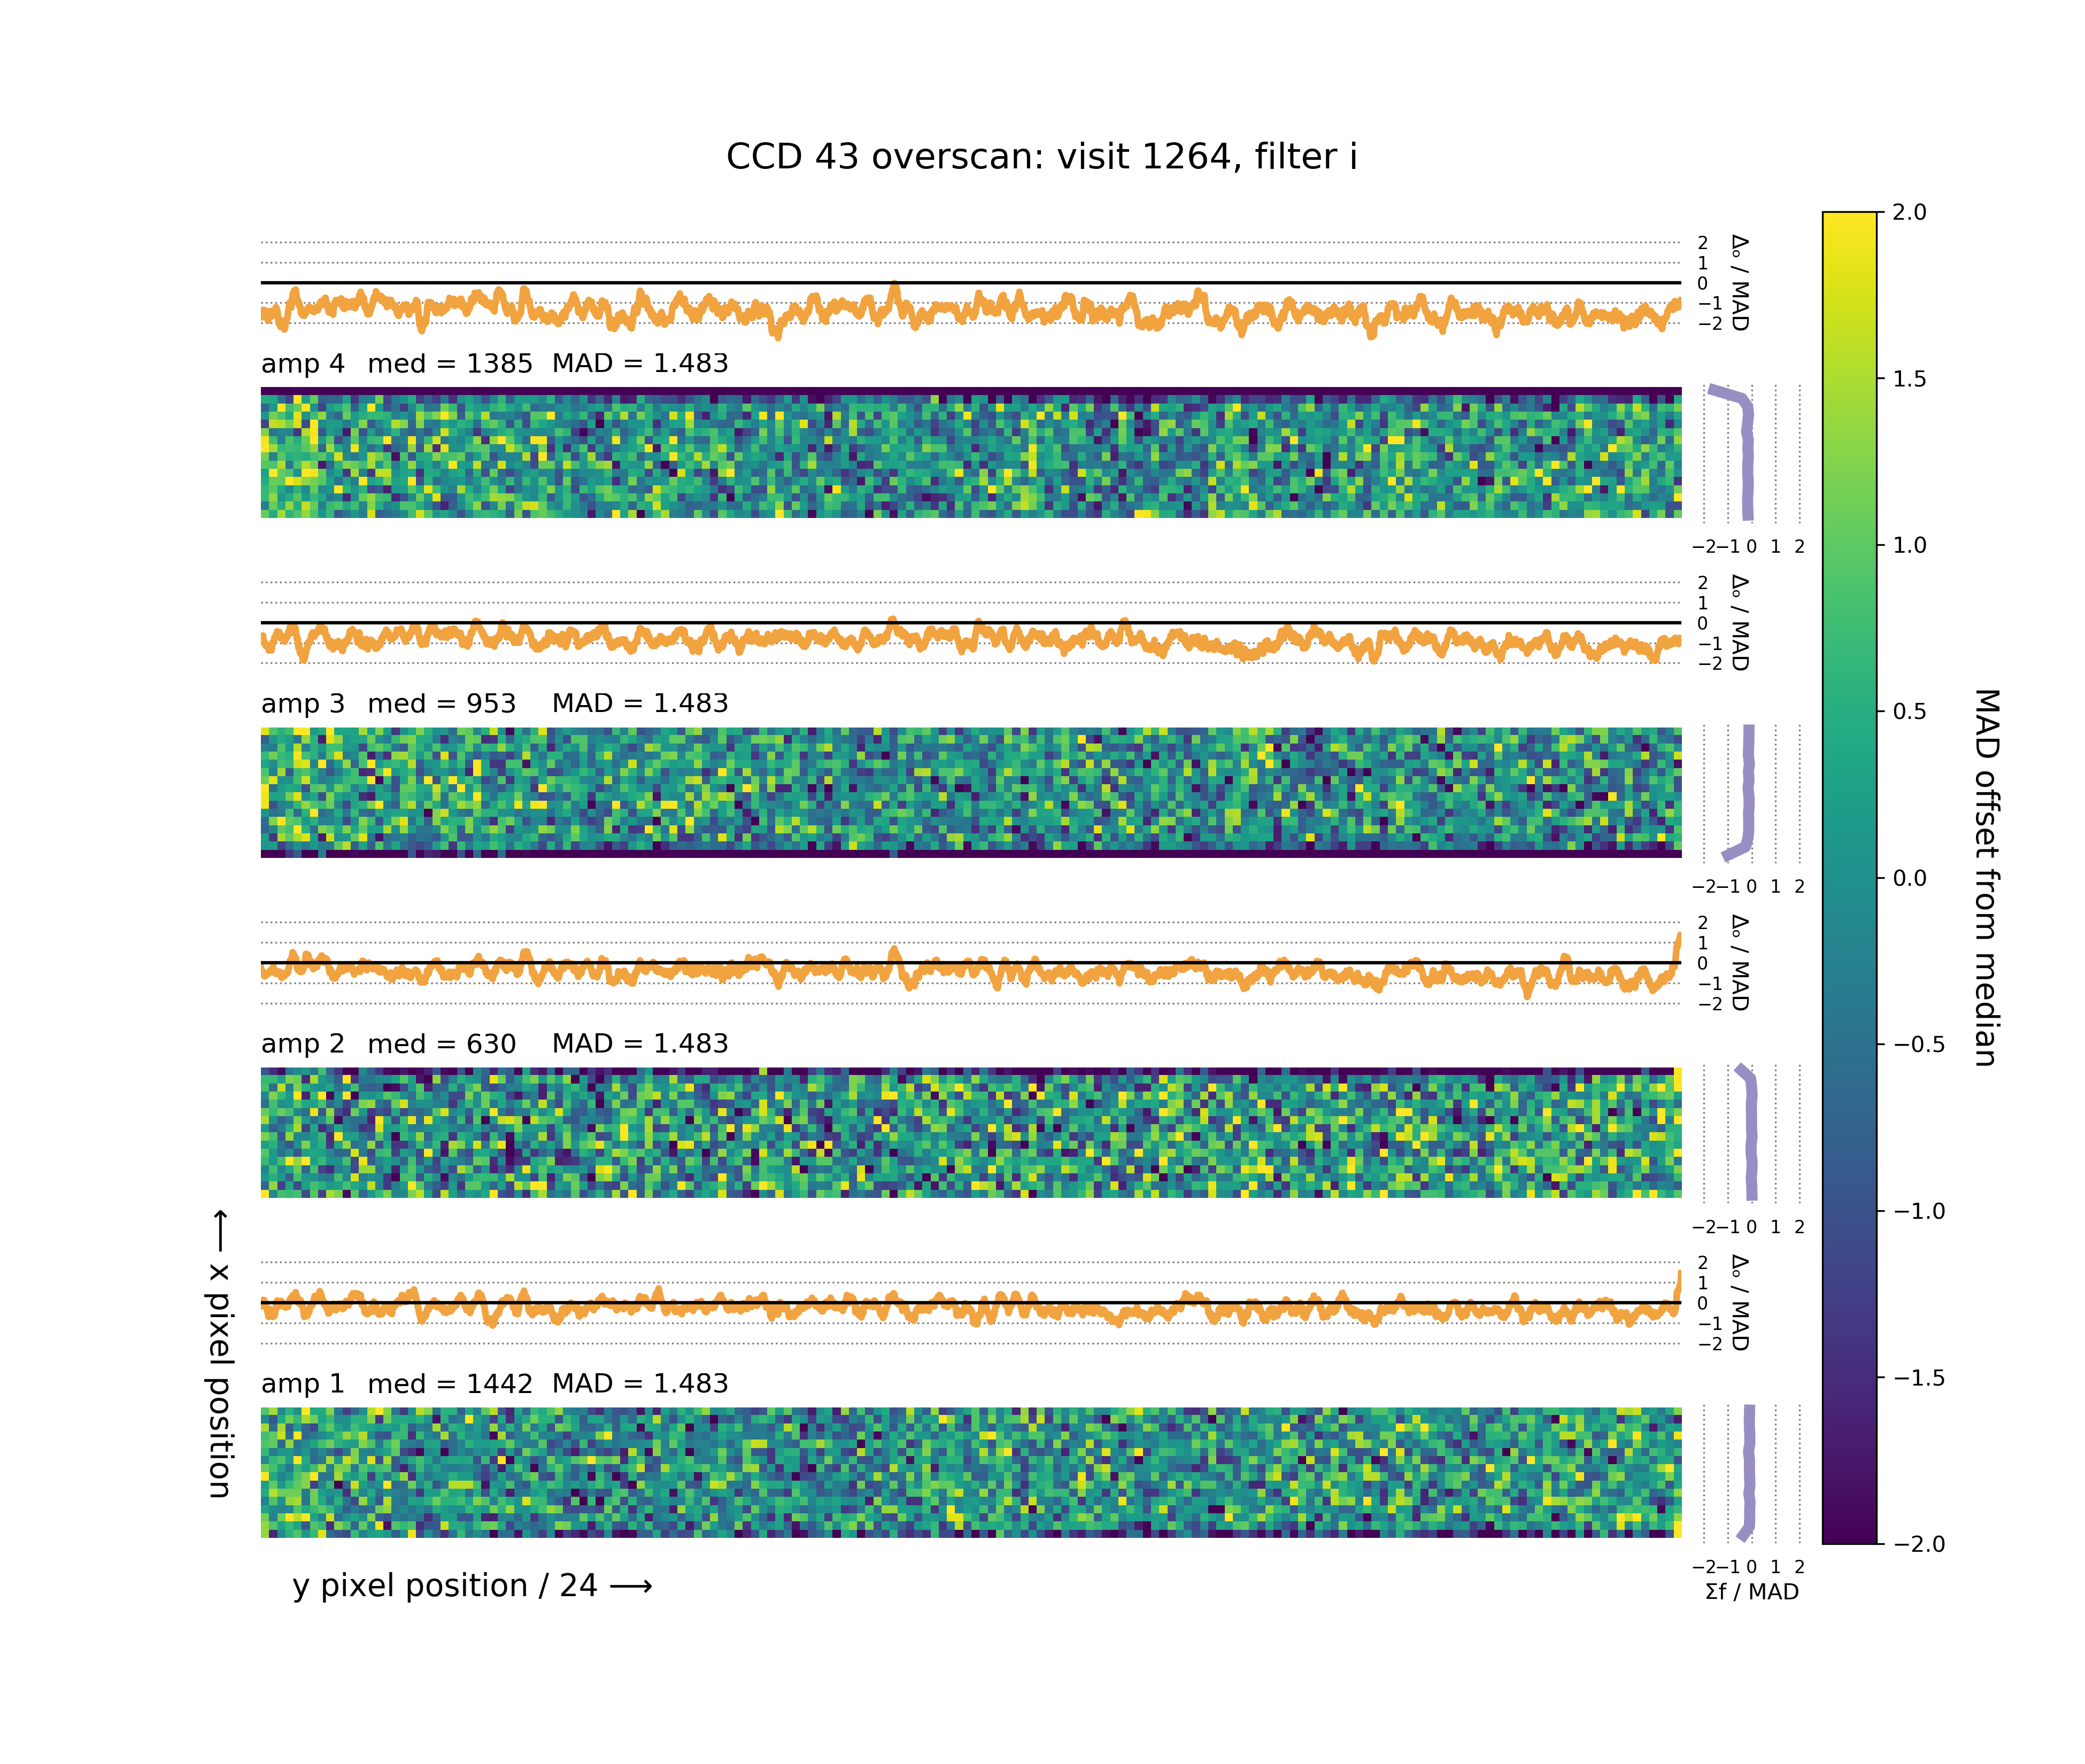 CCD 43 overscan: visit 1264, filter i
2
1
0
−1
−2
Δₒ / MAD
amp 4 med = 1385 MAD = 1.483
−2 −1 0 1 2
2
1
0
−1
−2
Δₒ / MAD
amp 3 med = 953 MAD = 1.483
−2 −1 0 1 2
2
1
0
−1
−2
Δₒ / MAD
amp 2 med = 630 MAD = 1.483
−2 −1 0 1 2
2
1
0
−1
−2
Δₒ / MAD
amp 1 med = 1442 MAD = 1.483
−2 −1 0 1 2
Σf / MAD
y pixel position / 24 ⟶
⟵ x pixel position
2.0
1.5
1.0
0.5
0.0
−0.5
−1.0
−1.5
−2.0
MAD offset from median